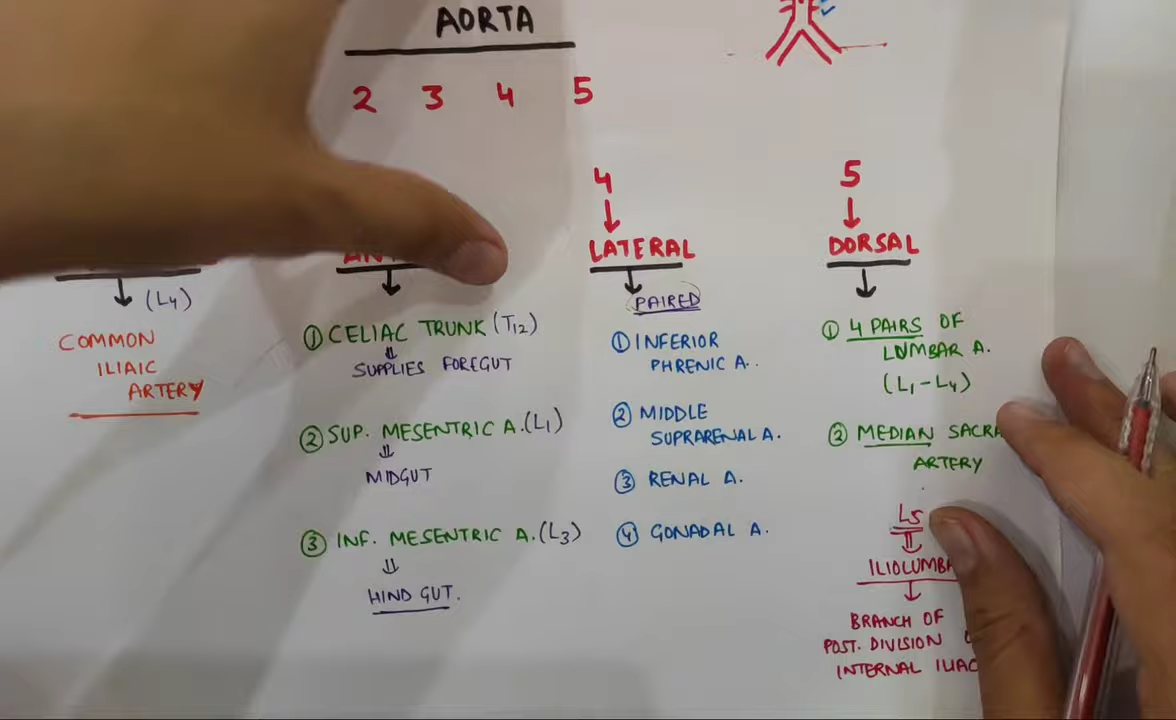 AORTA
2 3 4 5
(L4)
COMMON
ILIAIC
ARTERY
① CELIAC TRUNK (T12)
SUPPLIES FOREGUT
② SUP. MESENTRIC A.(L1)
MIDGUT
③ INF. MESENTRIC A.(L3)
HIND GUT.
4
LATERAL
PAIRED
① INFERIOR
PHRENIC A..
② MIDDLE
SUPRARENAL A.
③ RENAL A.
④ GONADAL A.
5
DORSAL
① 4 PAIRS OF
LUMBAR A.
(L1-L4)
② MEDIAN
ARTERY
L5
BRANCH OF
POST. DIVISION
INTERNAL